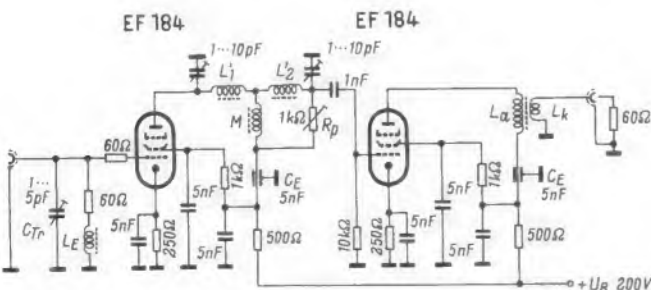 EF 184
EF 184
1···10pF
1···10pF
L'1
L'2
1nF
M
1kΩ
Rp
Lα
Lk
60Ω
60Ω
1kΩ
CE
5nF
5nF
1kΩ
CE
5nF
5nF
1···
5pF
CTr
60Ω
LE
5nF
250Ω
5nF
500Ω
10kΩ
250Ω
5nF
5nF
500Ω
+UB 200V